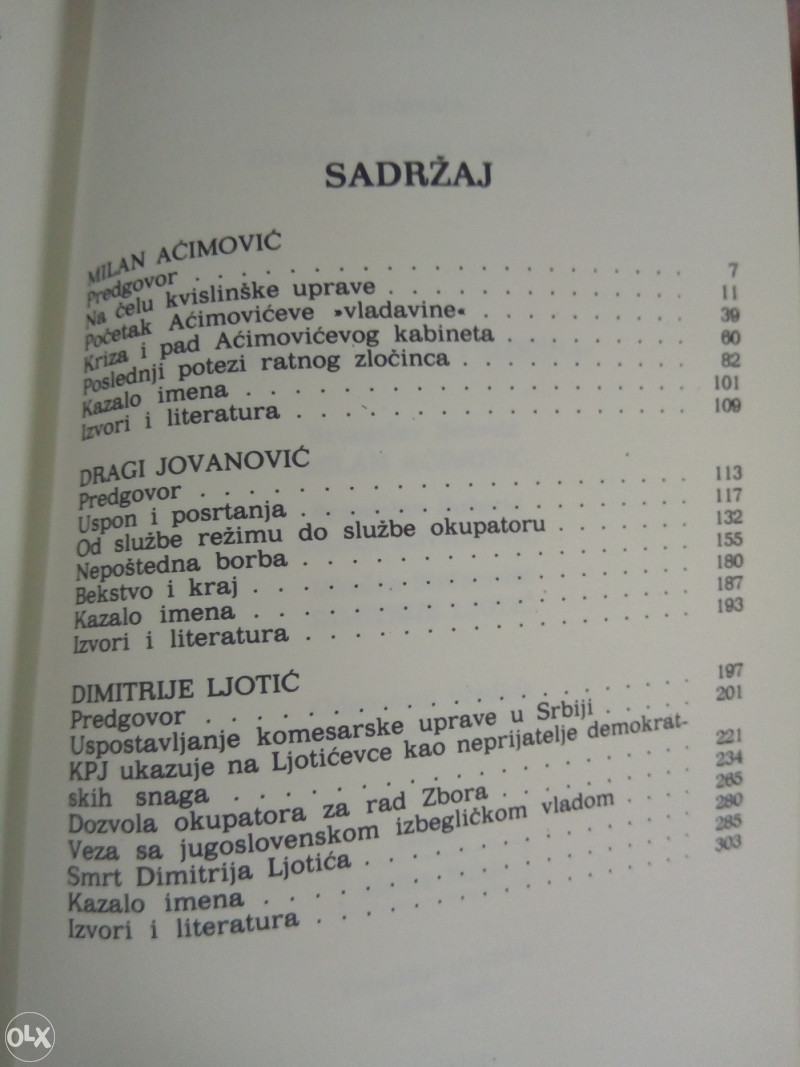 SADRŽAJ
MILAN AĆIMOVIĆ
Predgovor . . . . . . . . . . . . . . . . . . . . 7
Na čelu kvislinške uprave . . . . . . . . . . . . 11
Početak Aćimovićeve »vladavine« . . . . . . . . . 39
Kriza i pad Aćimovićevog kabineta . . . . . . . . 60
Poslednji potezi ratnog zločinca . . . . . . . . 82
Kazalo imena . . . . . . . . . . . . . . . . . . 101
Izvori i literatura . . . . . . . . . . . . . . . 109
DRAGI JOVANOVIĆ
Predgovor . . . . . . . . . . . . . . . . . . . . 113
Uspon i posrtanja . . . . . . . . . . . . . . . . 117
Od službe režimu do službe okupatoru . . . . . . 132
Nepoštedna borba . . . . . . . . . . . . . . . . 155
Bekstvo i kraj . . . . . . . . . . . . . . . . . 180
Kazalo imena . . . . . . . . . . . . . . . . . . 187
Izvori i literatura . . . . . . . . . . . . . . . 193
DIMITRIJE LJOTIĆ
Predgovor . . . . . . . . . . . . . . . . . . . . 197
Uspostavljanje komesarske uprave u Srbiji . . . . 201
KPJ ukazuje na Ljotićevce kao neprijatelje demokrat-
skih snaga . . . . . . . . . . . . . . . . . . . 221
Dozvola okupatora za rad Zbora . . . . . . . . . 234
Veza sa jugoslovenskom izbegličkom vladom . . . . 265
Smrt Dimitrija Ljotića . . . . . . . . . . . . . 280
Kazalo imena . . . . . . . . . . . . . . . . . . 285
Izvori i literatura . . . . . . . . . . . . . . . 303
OLX